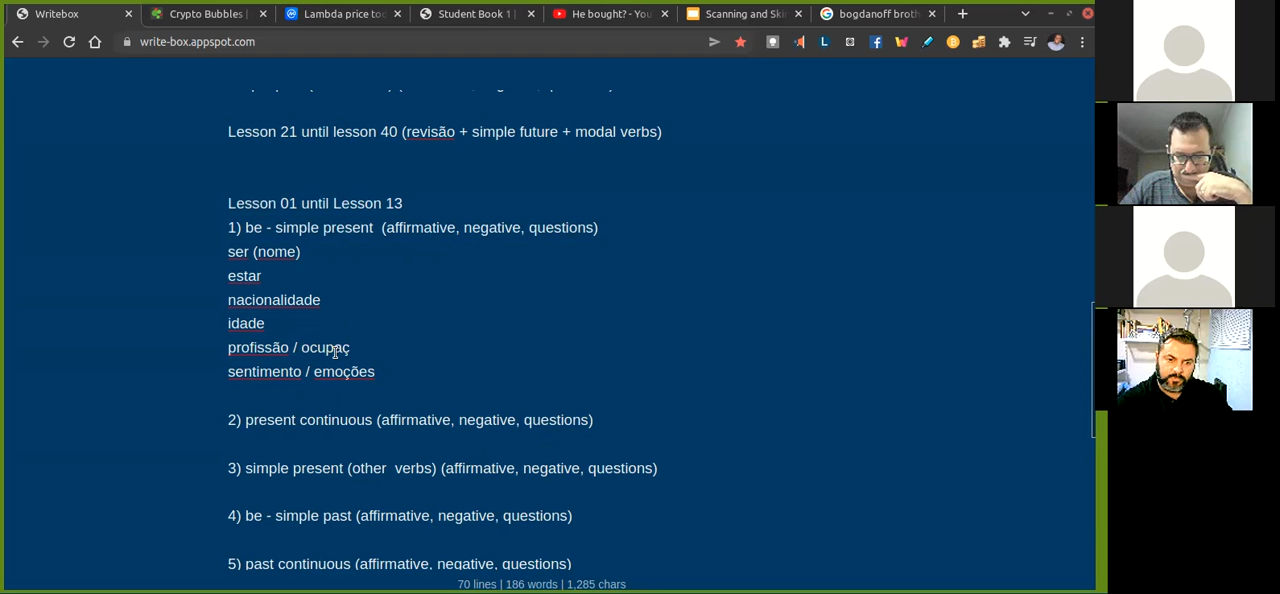 Writebox
Crypto Bubbles |
Lambda price to
Student Book 1 |
He bought? - You
Scanning and Ski
bogdanoff broth
write-box.appspot.com
Lesson 21 until lesson 40 (revisão + simple future + modal verbs)
Lesson 01 until Lesson 13
1) be - simple present (affirmative, negative, questions)
ser (nome)
estar
nacionalidade
idade
profissão / ocupaç
sentimento / emoções
2) present continuous (affirmative, negative, questions)
3) simple present (other verbs) (affirmative, negative, questions)
4) be - simple past (affirmative, negative, questions)
5) past continuous (affirmative, negative, questions)
70 lines | 186 words | 1,285 chars